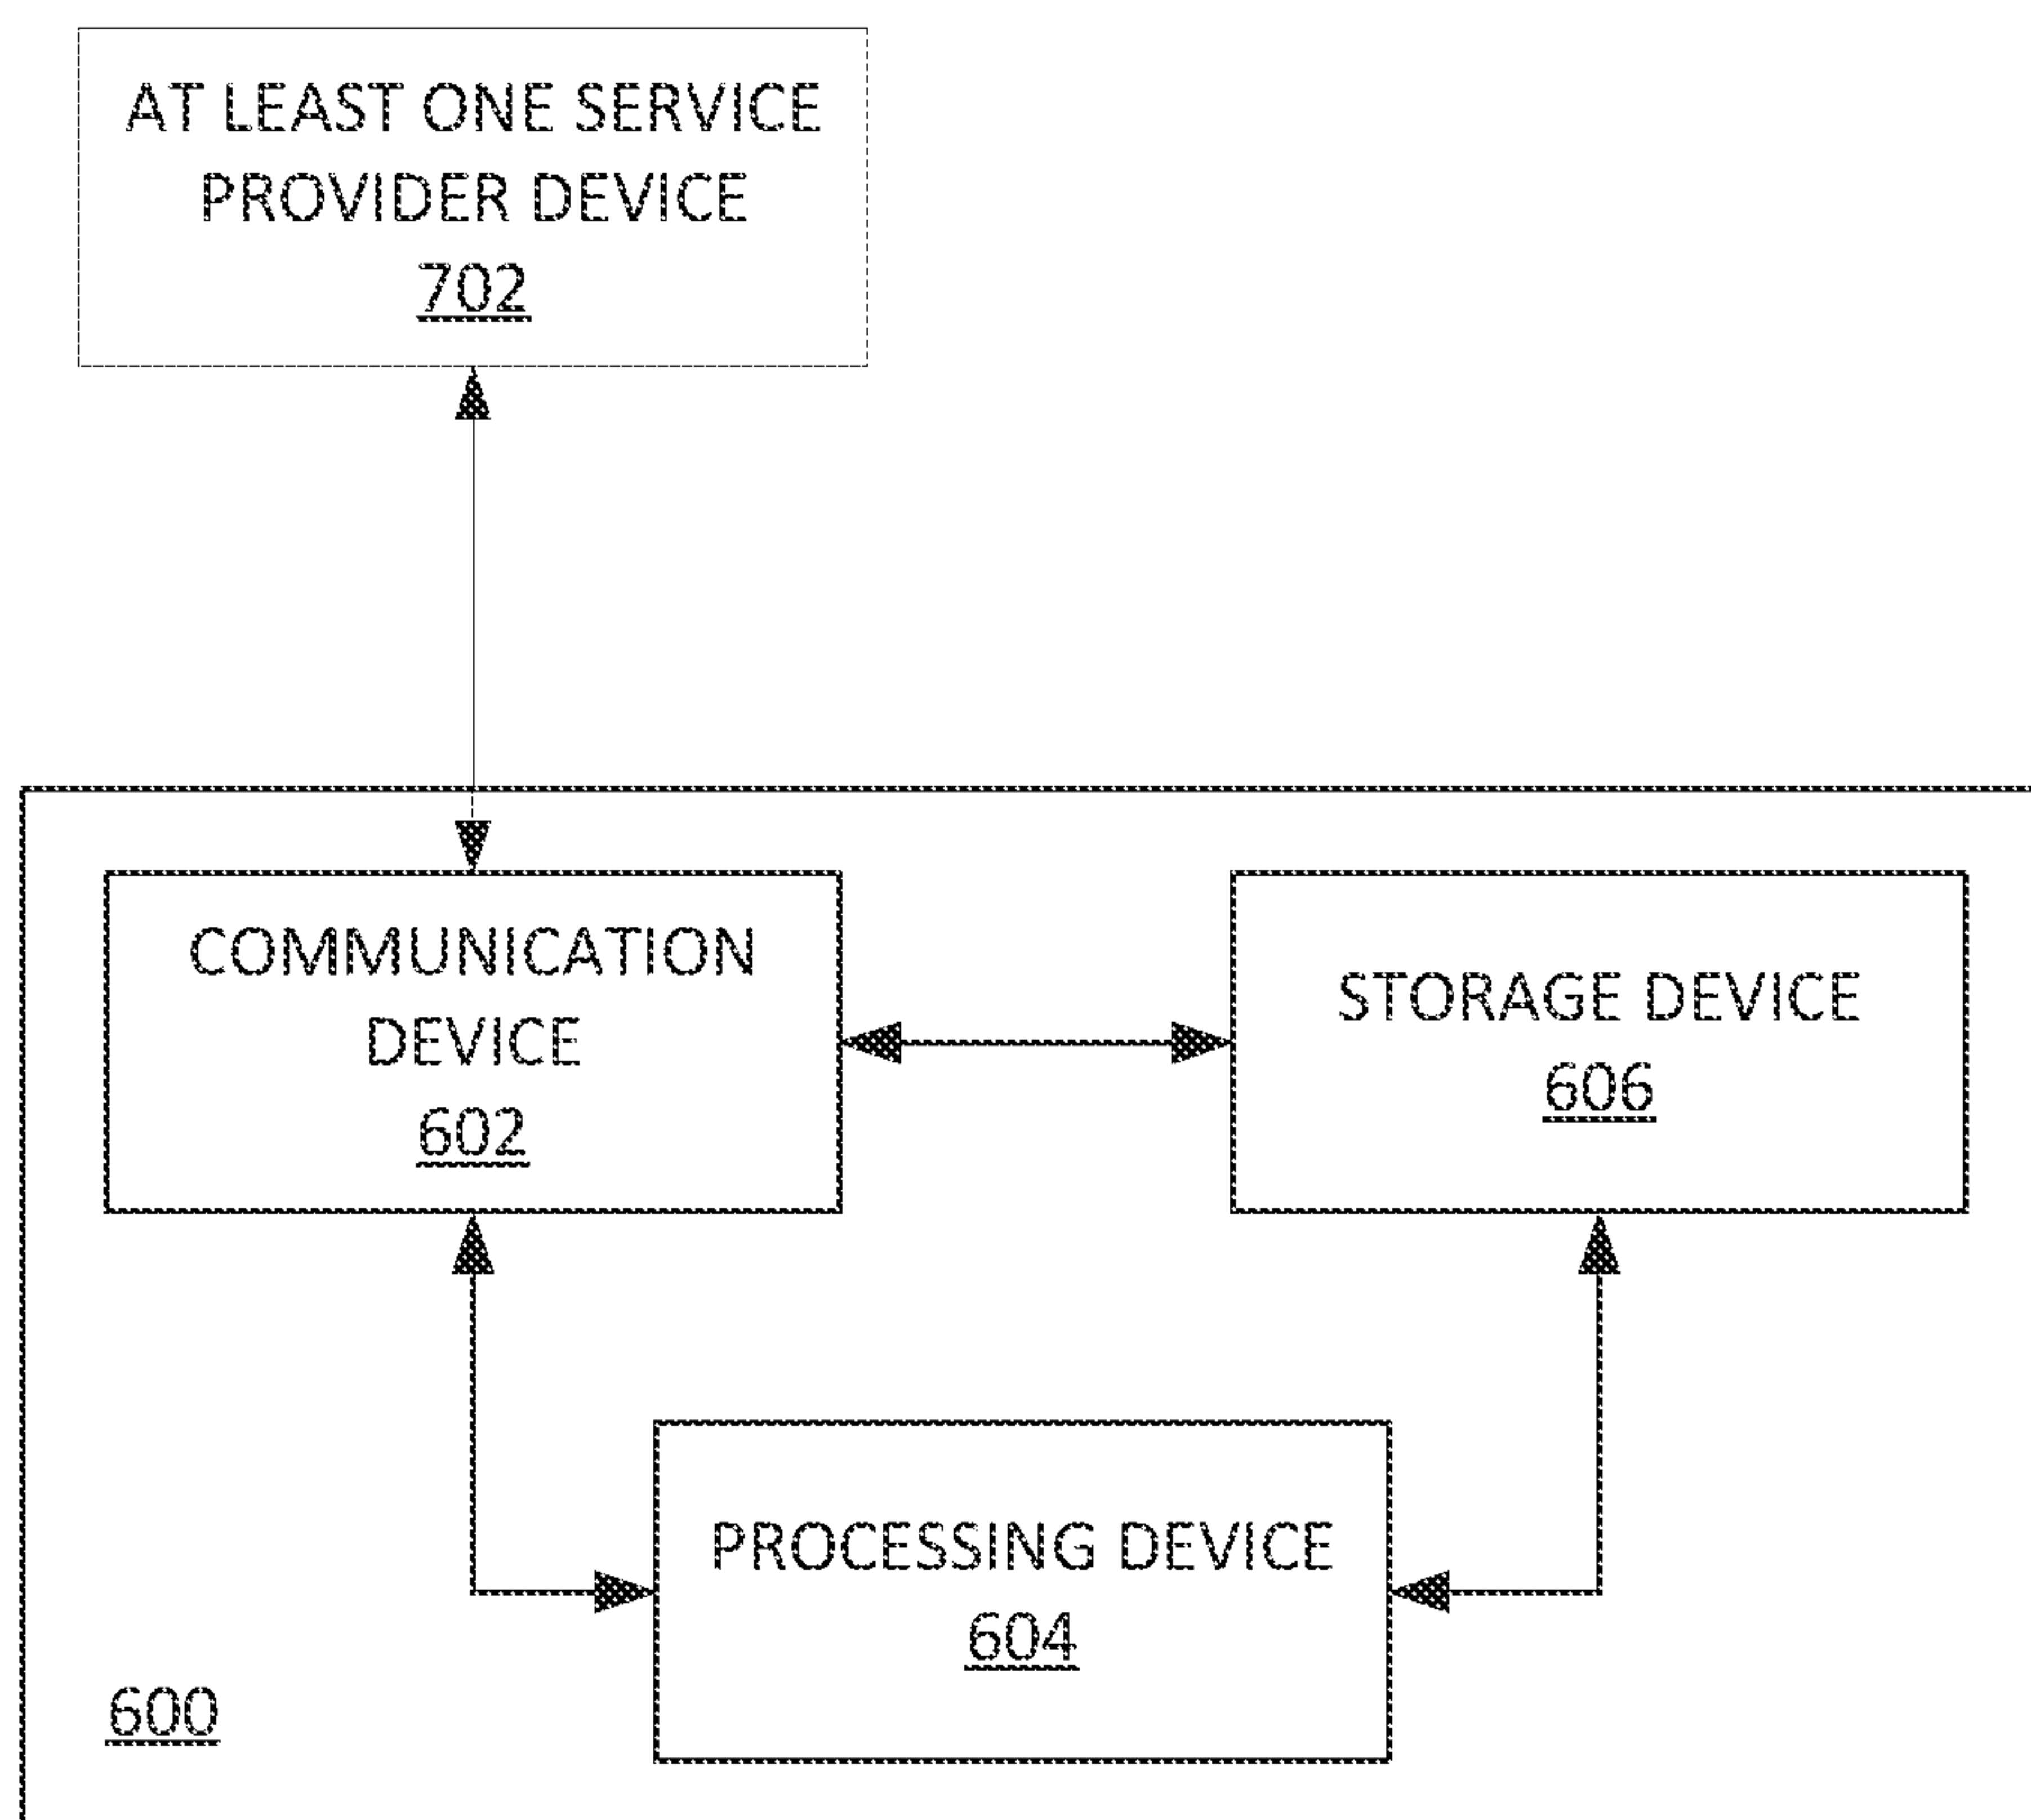 AT LEAST ONE SERVICE
PROVIDER DEVICE
702
COMMUNICATION
DEVICE
602
STORAGE DEVICE
606
PROCESSING DEVICE
604
600